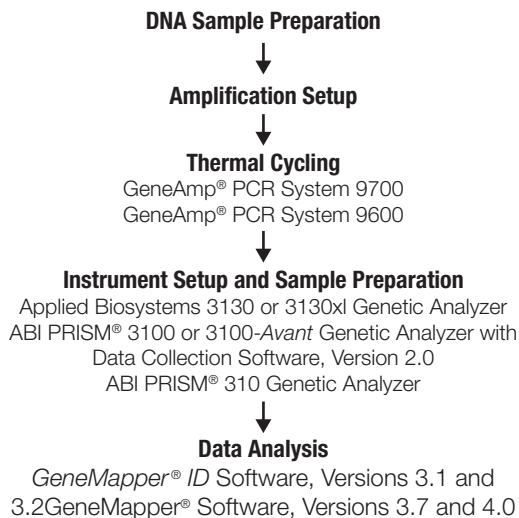 DNA Sample Preparation
Amplification Setup
Thermal Cycling
GeneAmp® PCR System 9700
GeneAmp® PCR System 9600
Instrument Setup and Sample Preparation
Applied Biosystems 3130 or 3130xl Genetic Analyzer
ABI PRISM® 3100 or 3100-Avant Genetic Analyzer with
Data Collection Software, Version 2.0
ABI PRISM® 310 Genetic Analyzer
Data Analysis
GeneMapper® ID Software, Versions 3.1 and
3.2GeneMapper® Software, Versions 3.7 and 4.0